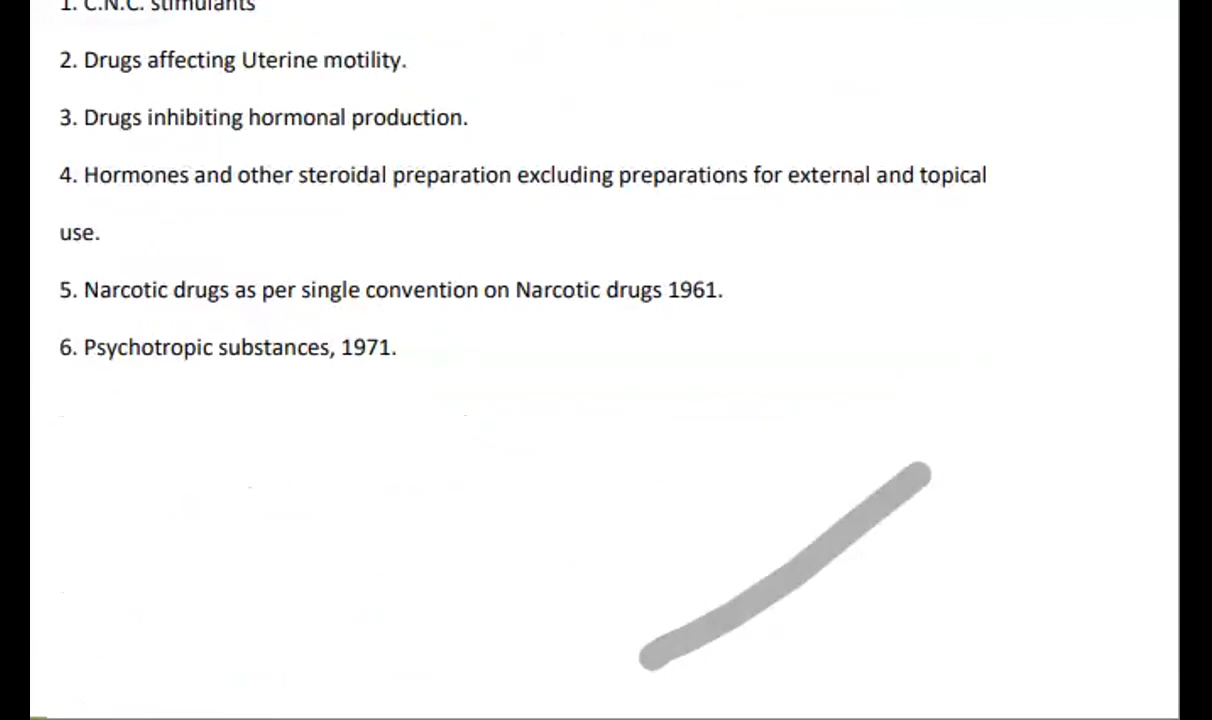 1. C.N.C. stimulants
2. Drugs affecting Uterine motility.
3. Drugs inhibiting hormonal production.
4. Hormones and other steroidal preparation excluding preparations for external and topical
use.
5. Narcotic drugs as per single convention on Narcotic drugs 1961.
6. Psychotropic substances, 1971.